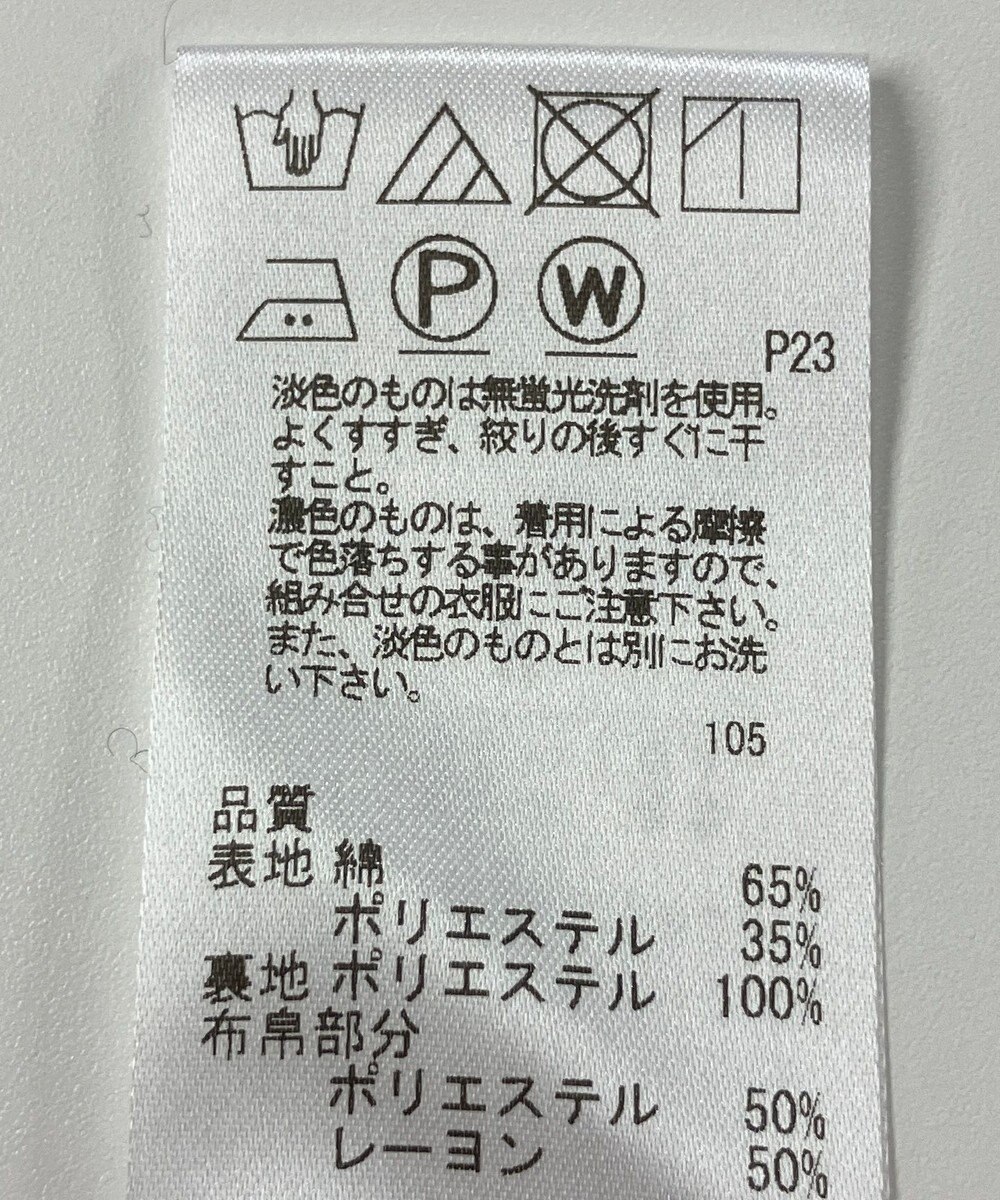 P W
P23
淡色のものは無蛍光洗剤を使用。
よくすすぎ、絞りの後すぐに干
すこと。
濃色のものは、着用による摩擦
で色落ちする事がありますので、
組み合せの衣服にご注意下さい。
また、淡色のものとは別にお洗
い下さい。
105
品質
表地 綿 65%
ポリエステル 35%
裏地 ポリエステル 100%
布帛部分
ポリエステル 50%
レーヨン 50%